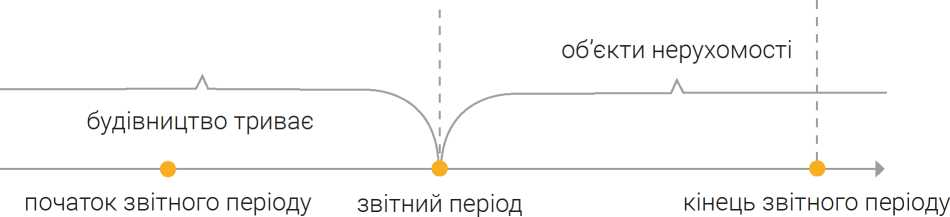 об’єкти нерухомості
будівництво триває
початок звітного періоду
звітний період
кінець звітного періоду